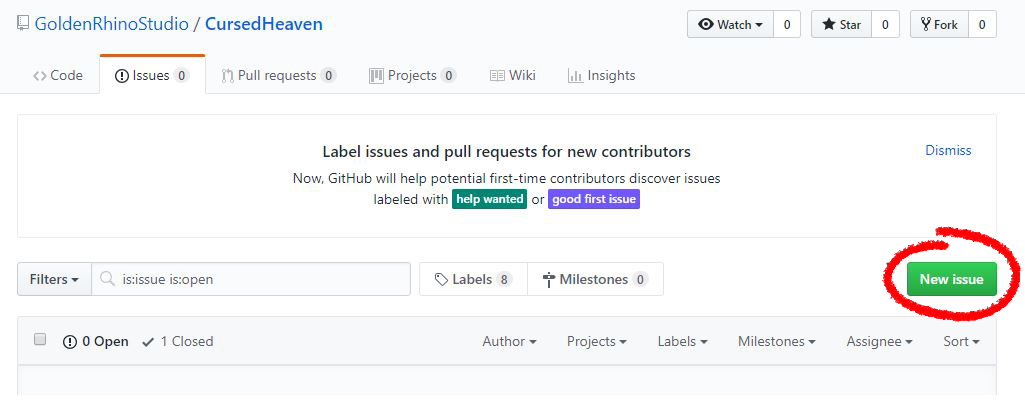 GoldenRhinoStudio / CursedHeaven
Watch 0 Star 0 Fork 0
Code Issues 0 Pull requests 0 Projects 0 Wiki Insights
Label issues and pull requests for new contributors
Dismiss
Now, GitHub will help potential first-time contributors discover issues
labeled with help wanted or good first issue
Filters is:issue is:open Labels 8 Milestones 0 New issue
0 Open 1 Closed Author Projects Labels Milestones Assignee Sort